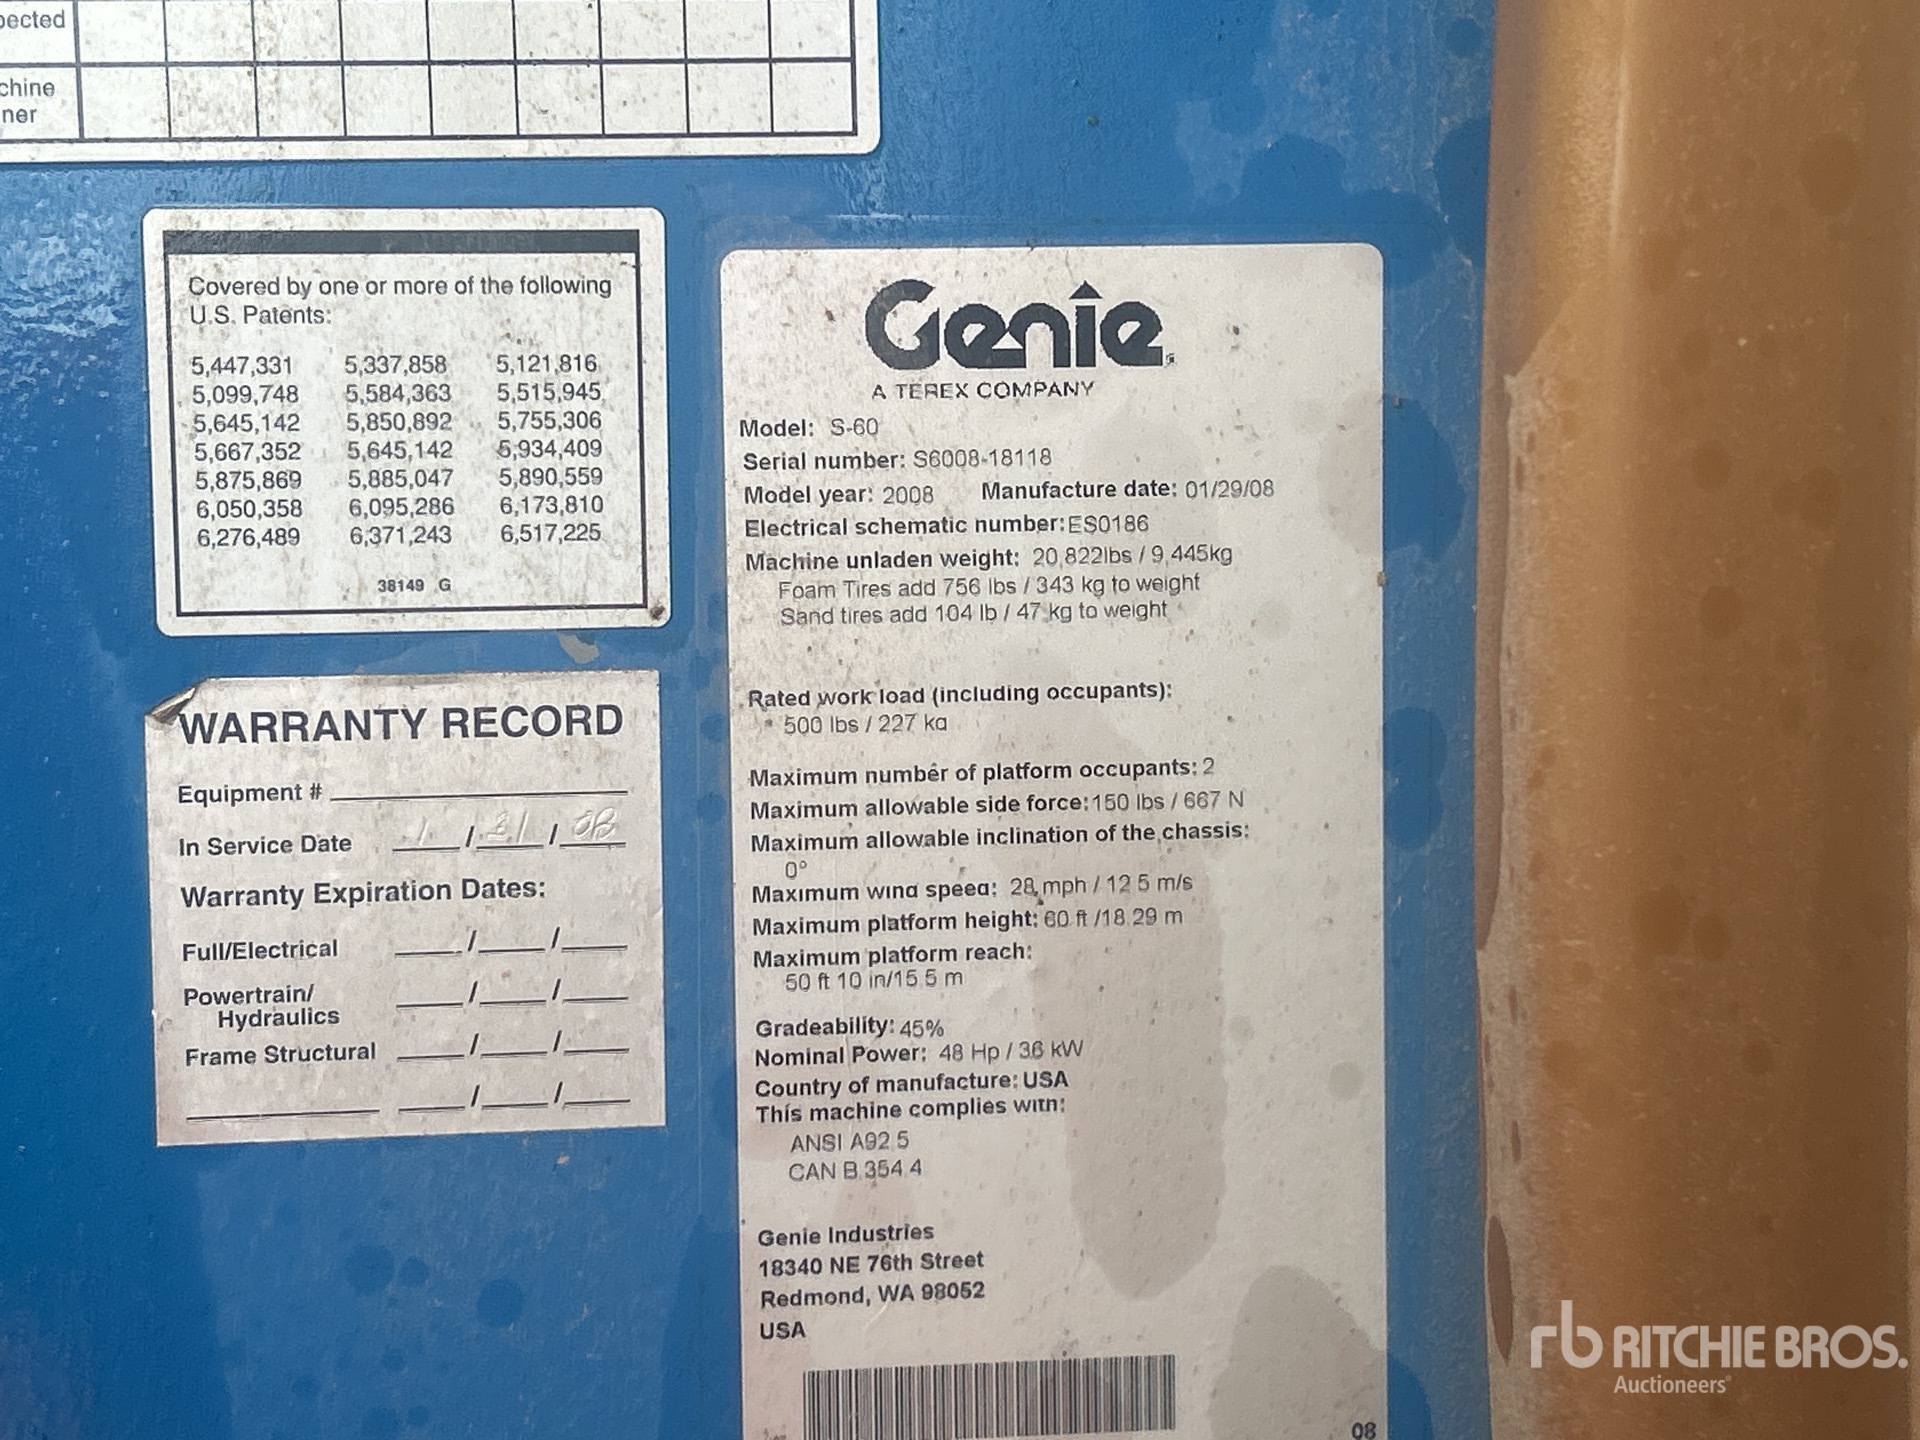 pected
chine
ner
Covered by one or more of the following
U.S. Patents:
5,447,331 5,337,858 5,121,816
5,099,748 5,584,363 5,515,945
5,645,142 5,850,892 5,755,306
5,667,352 5,645,142 5,934,409
5,875,869 5,885,047 5,890,559
6,050,358 6,095,286 6,173,810
6,276,489 6,371,243 6,517,225
38149 G
WARRANTY RECORD
Equipment #
In Service Date 1 / 31 / 08
Warranty Expiration Dates:
Full/Electrical / /
Powertrain/ / /
Hydraulics
Frame Structural / /
/ /
Genie
A TEREX COMPANY
Model: S-60
Serial number: S6008-18118
Model year: 2008 Manufacture date: 01/29/08
Electrical schematic number: ES0186
Machine unladen weight: 20,822lbs / 9,445kg
Foam Tires add 756 lbs / 343 kg to weight
Sand tires add 104 lb / 47 kg to weight
Rated work load (including occupants):
500 lbs / 227 kg
Maximum number of platform occupants: 2
Maximum allowable side force: 150 lbs / 667 N
Maximum allowable inclination of the chassis:
0°
Maximum wind speed: 28 mph / 12.5 m/s
Maximum platform height: 60 ft /18.29 m
Maximum platform reach:
50 ft 10 in/15.5 m
Gradeability: 45%
Nominal Power: 48 Hp / 36 kW
Country of manufacture: USA
This machine complies with:
ANSI A92.5
CAN B.354.4
Genie Industries
18340 NE 76th Street
Redmond, WA 98052
USA
08
rb RITCHIE BROS.
Auctioneers